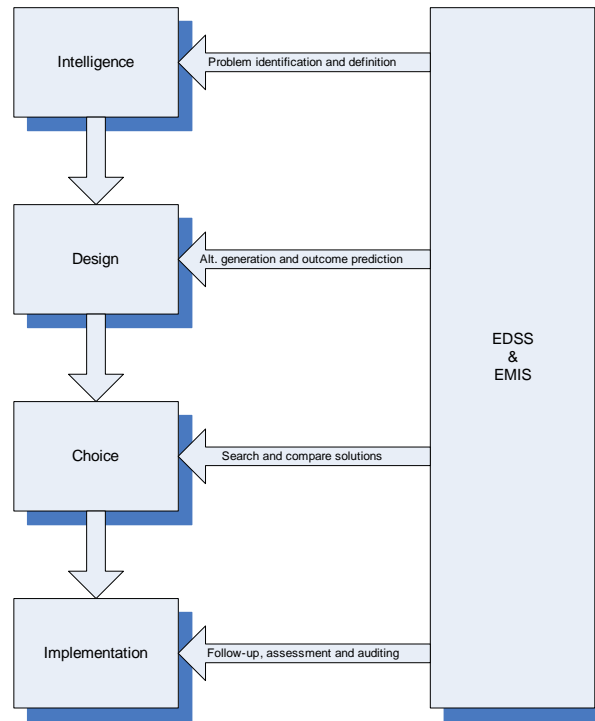 Intelligence
Problem identification and definition
Design
Alt. generation and outcome prediction
EDSS
&
EMIS
Choice
Search and compare solutions
Implementation
Follow-up, assessment and auditing